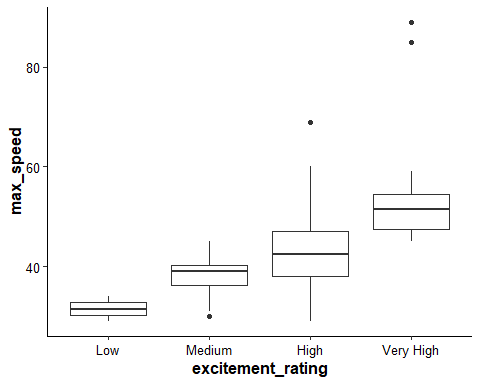 max_speed
80
60
40
Low Medium High Very High
excitement_rating